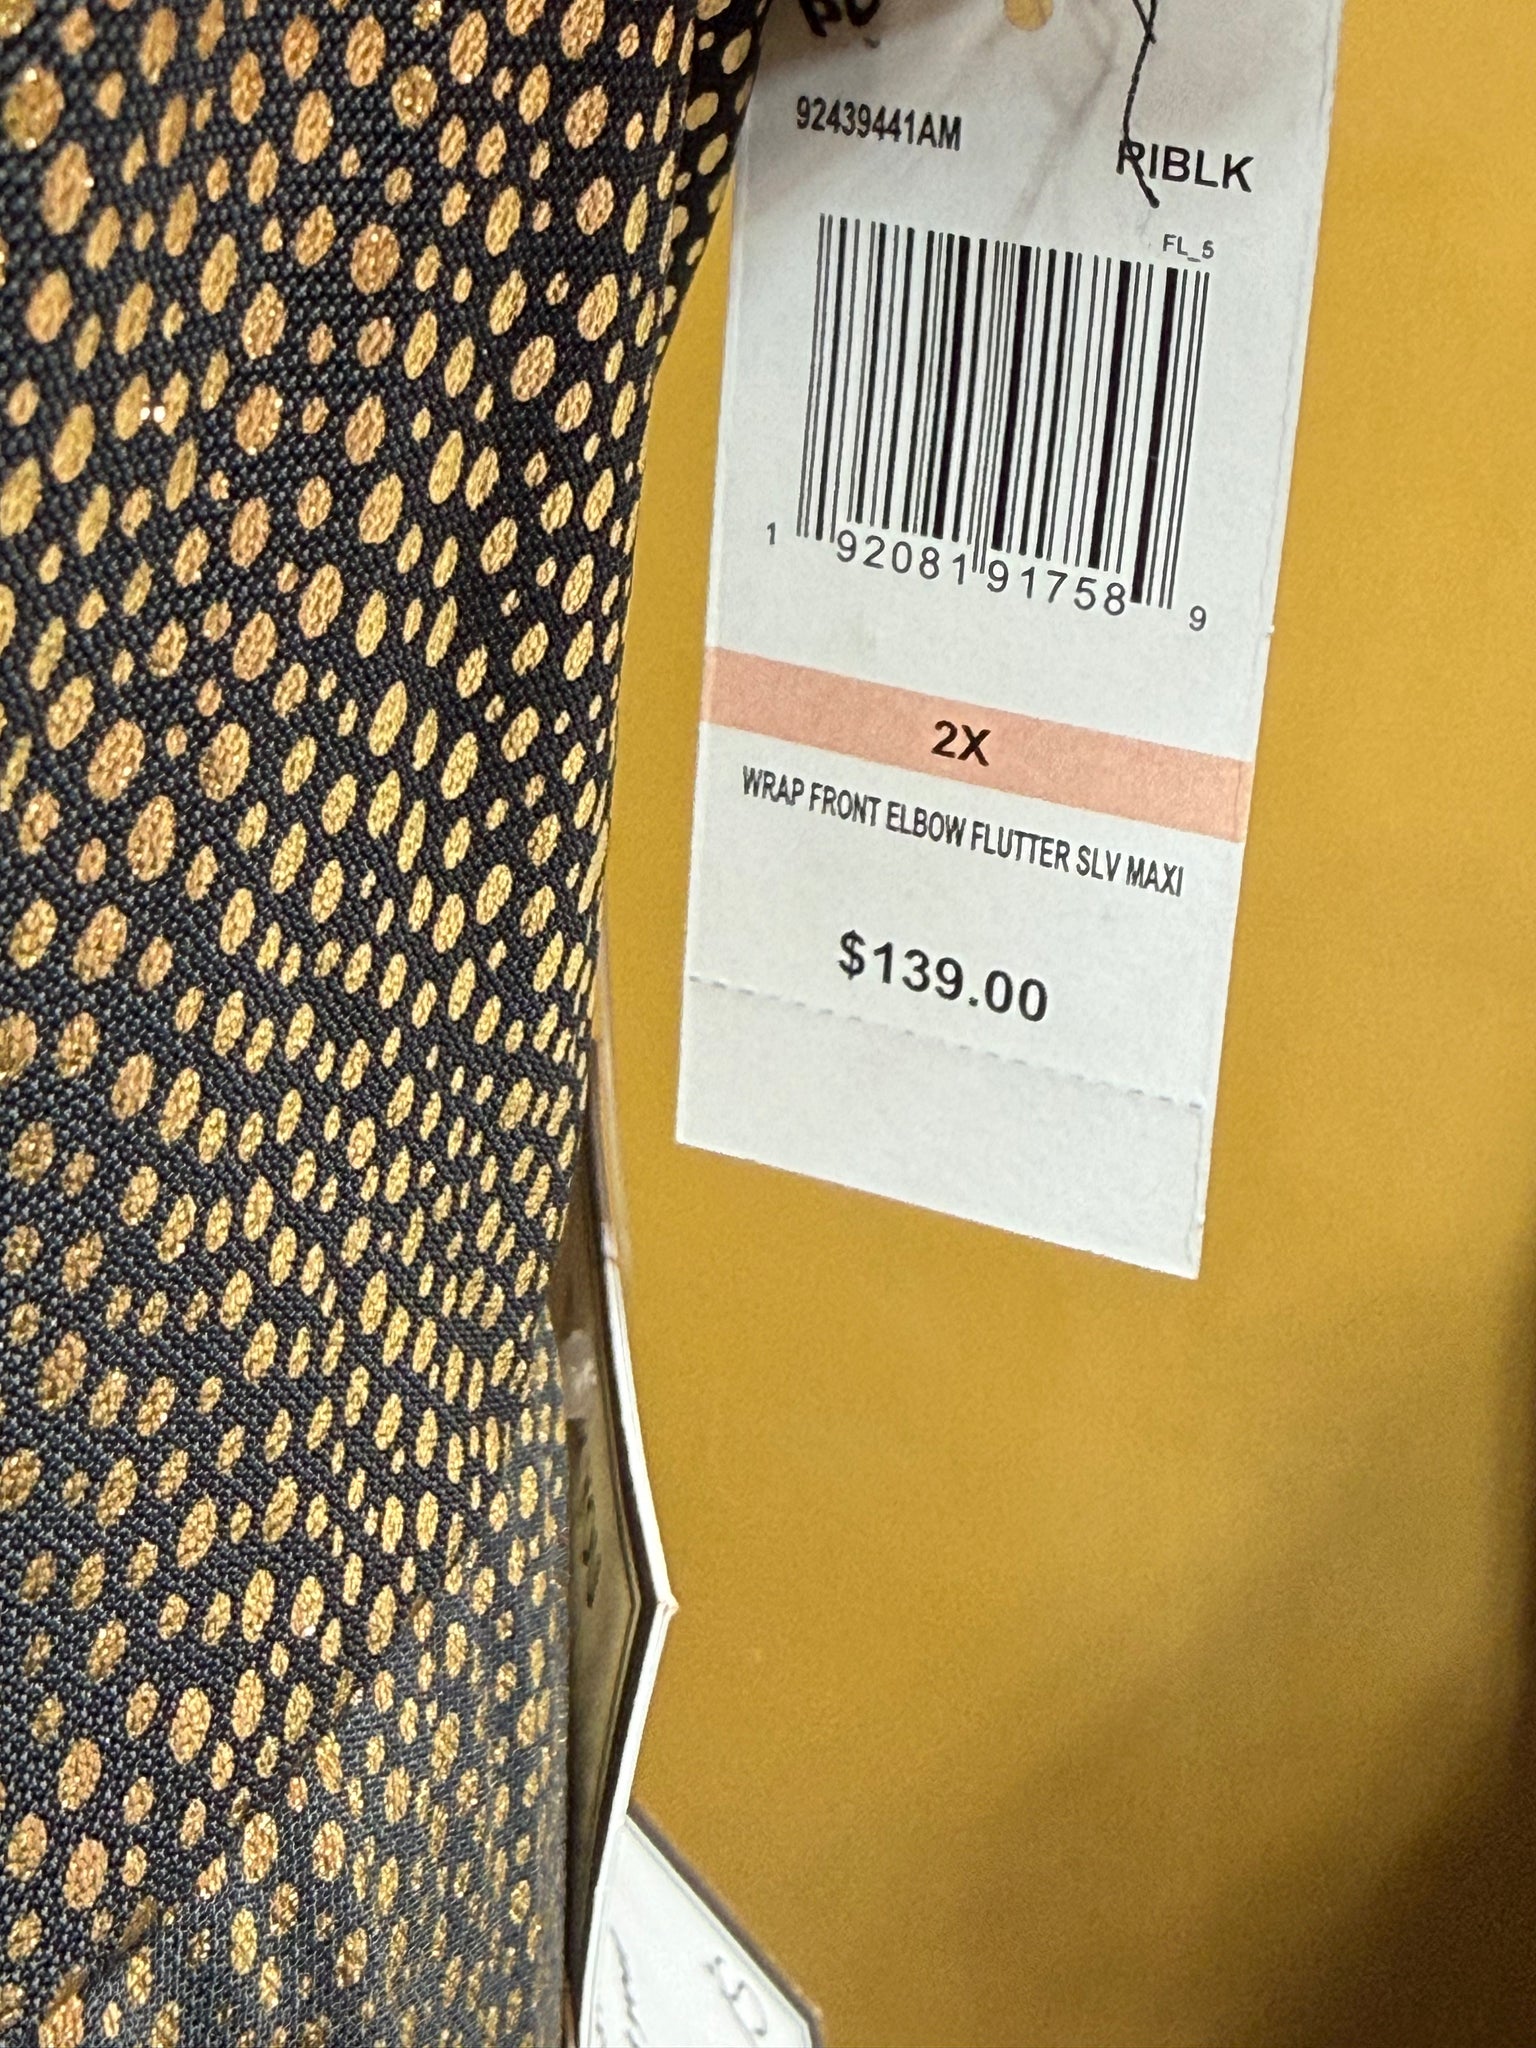 92439441AM
RIBLK
FL_5
1 92081 91758 9
2X
WRAP FRONT ELBOW FLUTTER SLV MAXI
$139.00